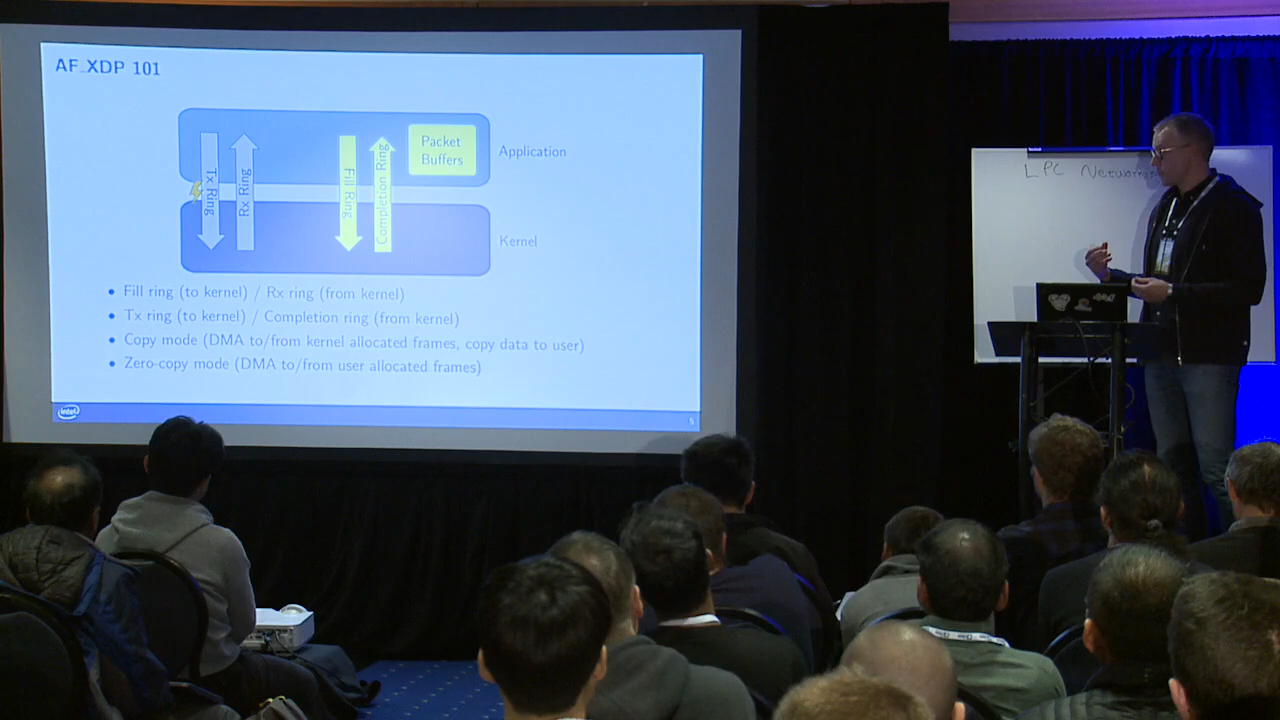 AF_XDP 101
Tx Ring
Rx Ring
Fill Ring
Completion Ring
Packet
Buffers
Application
Kernel
• Fill ring (to kernel) / Rx ring (from kernel)
• Tx ring (to kernel) / Completion ring (from kernel)
• Copy mode (DMA to/from kernel allocated frames, copy data to user)
• Zero-copy mode (DMA to/from user allocated frames)
intel
5
LPC